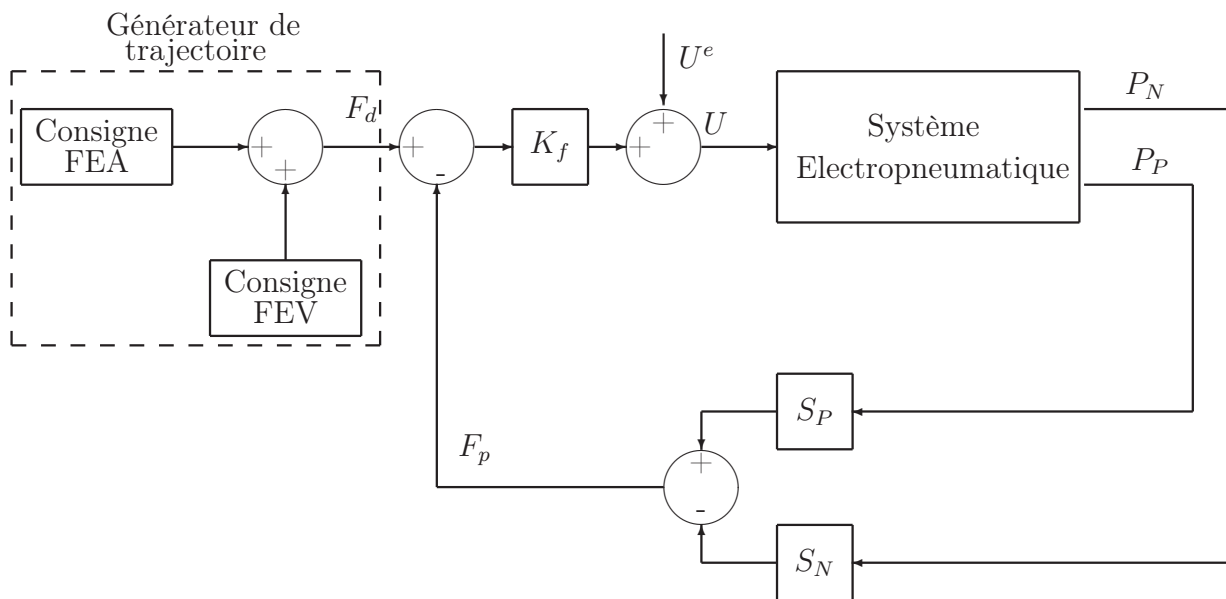 Générateur de
trajectoire
Consigne
FEA
+
+
F_d
+
-
K_f
U^e
+
+
U
Système
Electropneumatique
P_N
P_P
Consigne
FEV
S_P
F_p
+
-
S_N